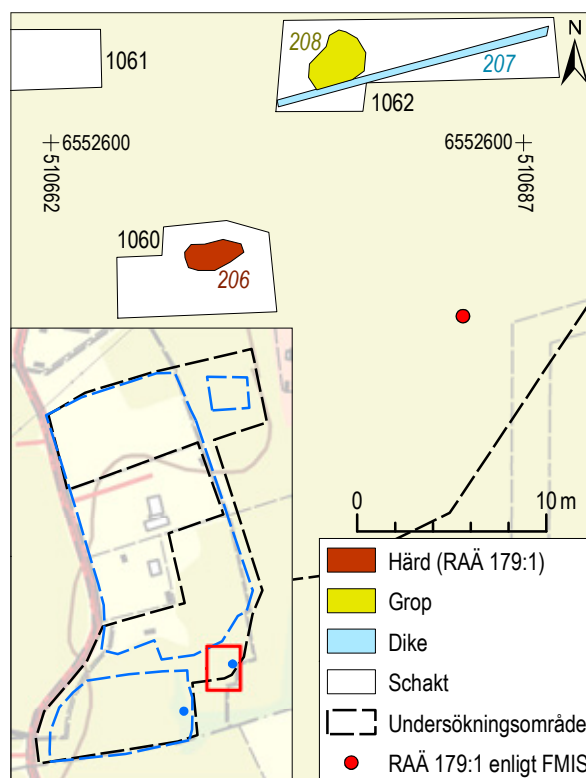 N
208
207
1061
1062
6552600
6552600
510662
510687
1060
206
0
10 m
Härd (RAÄ 179:1)
Grop
Dike
Schakt
Undersökningsområde
RAÄ 179:1 enligt FMIS